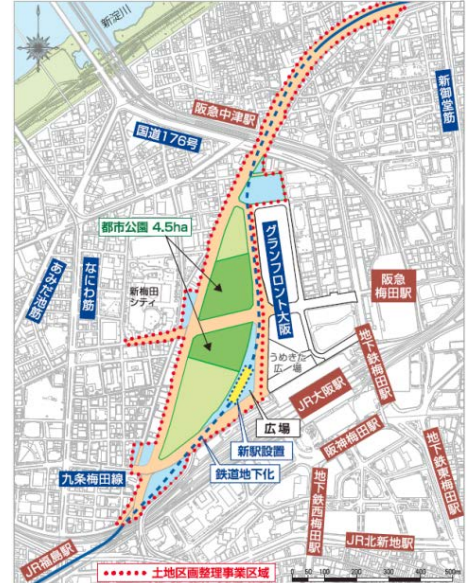 新淀川
新御堂筋
阪急中津駅
国道176号
都市公園 4.5ha
グランフロント大阪
あみだ池筋
なにわ筋
新梅田
シティ
阪急
梅田駅
うめきた
広場
地下鉄梅田駅
JR大阪駅
広場
阪神梅田駅
新駅設置
地下鉄東梅田駅
鉄道地下化
九条梅田線
地下鉄西梅田駅
JR北新地駅
JR福島駅
土地区画整理事業区域
0 50 100 200 300 400 500m